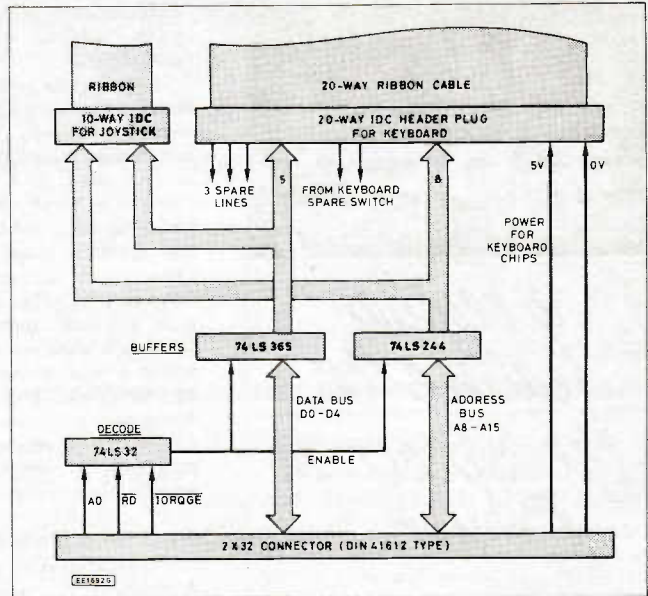 RIBBON
20-WAY RIBBON CABLE
10-WAY IDC
FOR JOYSTICK
20-WAY IDC HEADER PLUG
FOR KEYBOARD
3 SPARE
LINES
5
FROM KEYBOARD
SPARE SWITCH
8
5V
0V
POWER
FOR
KEYBOARD
CHIPS
BUFFERS
74LS365
74LS244
DATA BUS
D0-D4
ADDRESS
BUS
A8-A15
DECODE
74LS32
ENABLE
A0
RD
IORQGE
2X32 CONNECTOR (DIN 41612 TYPE)
EE1692G